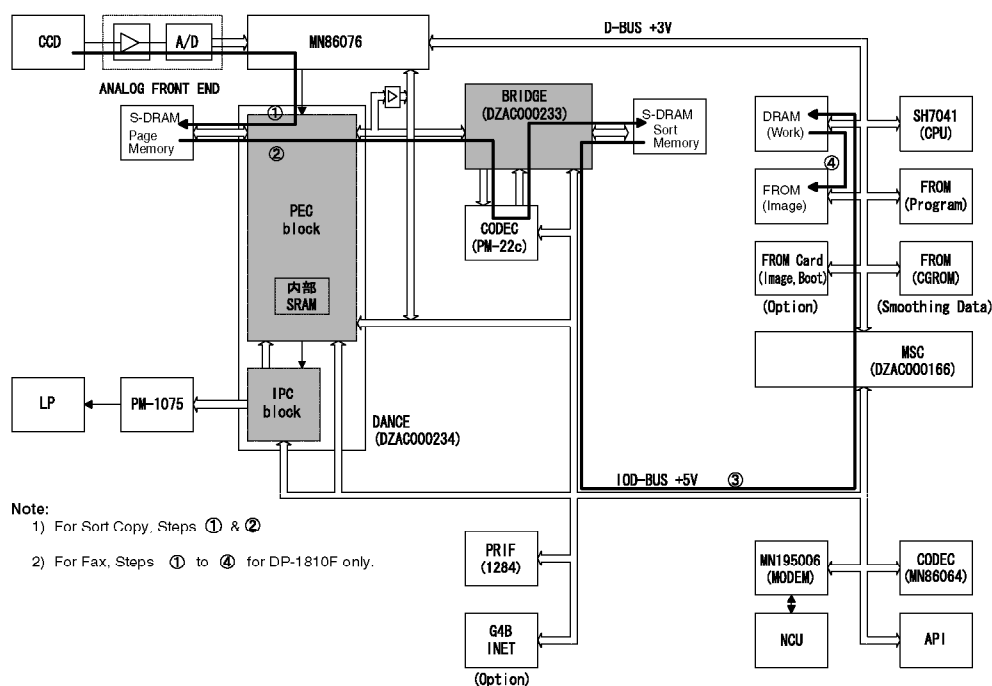 CCD
A/D
ANALOG FRONT END
MN86076
D-BUS +3V
S-DRAM
Page
Memory
①
②
PEC
block
内部
SRAM
BRIDGE
(DZAC000233)
S-DRAM
Sort
Memory
CODEC
(PM-22c)
DRAM
(Work)
④
FROM
(Image)
SH7041
(CPU)
FROM
(Program)
FROM Card
(Image, Boot)
(Option)
FROM
(CGROM)
(Smoothing Data)
MSC
(DZAC000166)
LP
PM-1075
IPC
block
DANCE
(DZAC000234)
IOD-BUS +5V
③
Note:
1) For Sort Copy, Steps ① & ②
2) For Fax, Steps ① to ④ for DP-1810F only.
PRIF
(1284)
G4B
INET
(Option)
MN195006
(MODEM)
NCU
CODEC
(MN86064)
API